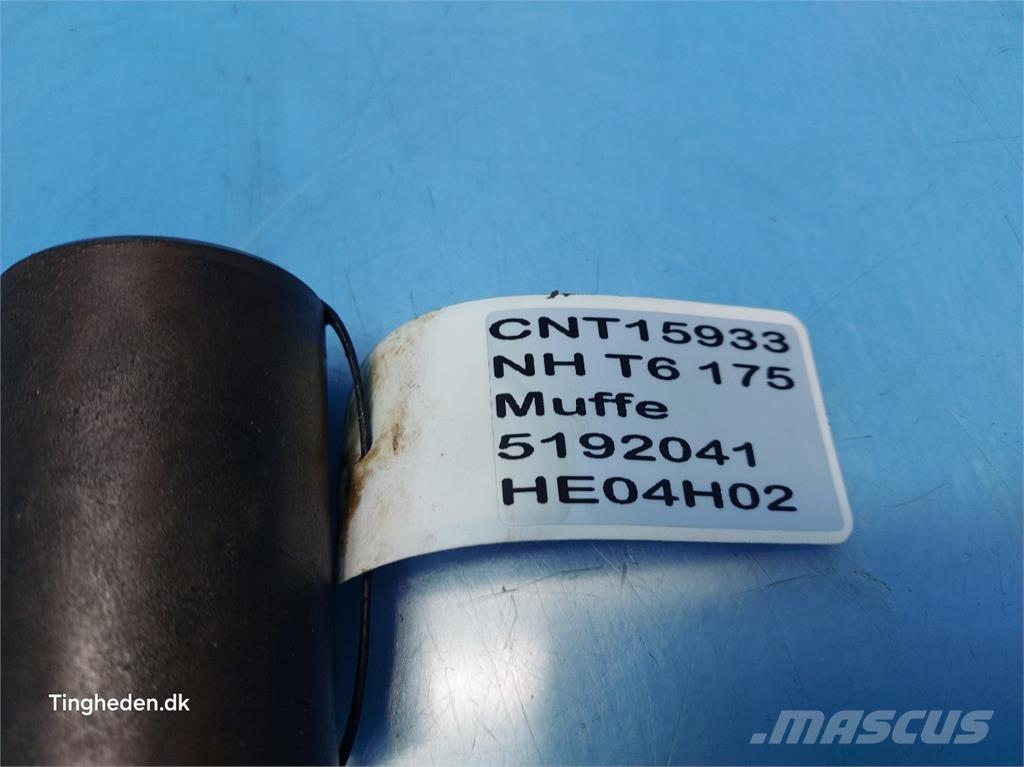 CNT15933
NH T6 175
Muffe
5192041
HE04H02
Tingheden.dk
MASCUS